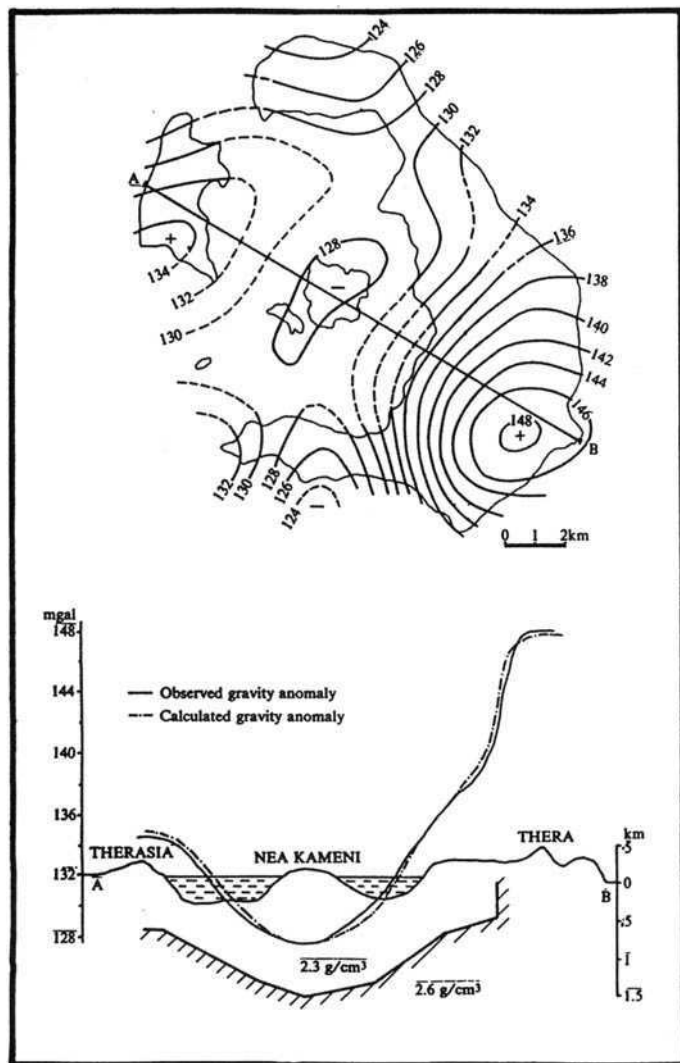 124
126
128
130
132
A
134
136
128
138
+
134
−
140
132
142
130
144
148
146
+
B
128
132
130
126
124
−
0 1 2km
mgal
148
144
Observed gravity anomaly
Calculated gravity anomaly
140
136
THERA
km
.5
THERASIA
NEA KAMENI
132
A
0
B
.5
128
2.3 g/cm³
1
2.6 g/cm³
1.5